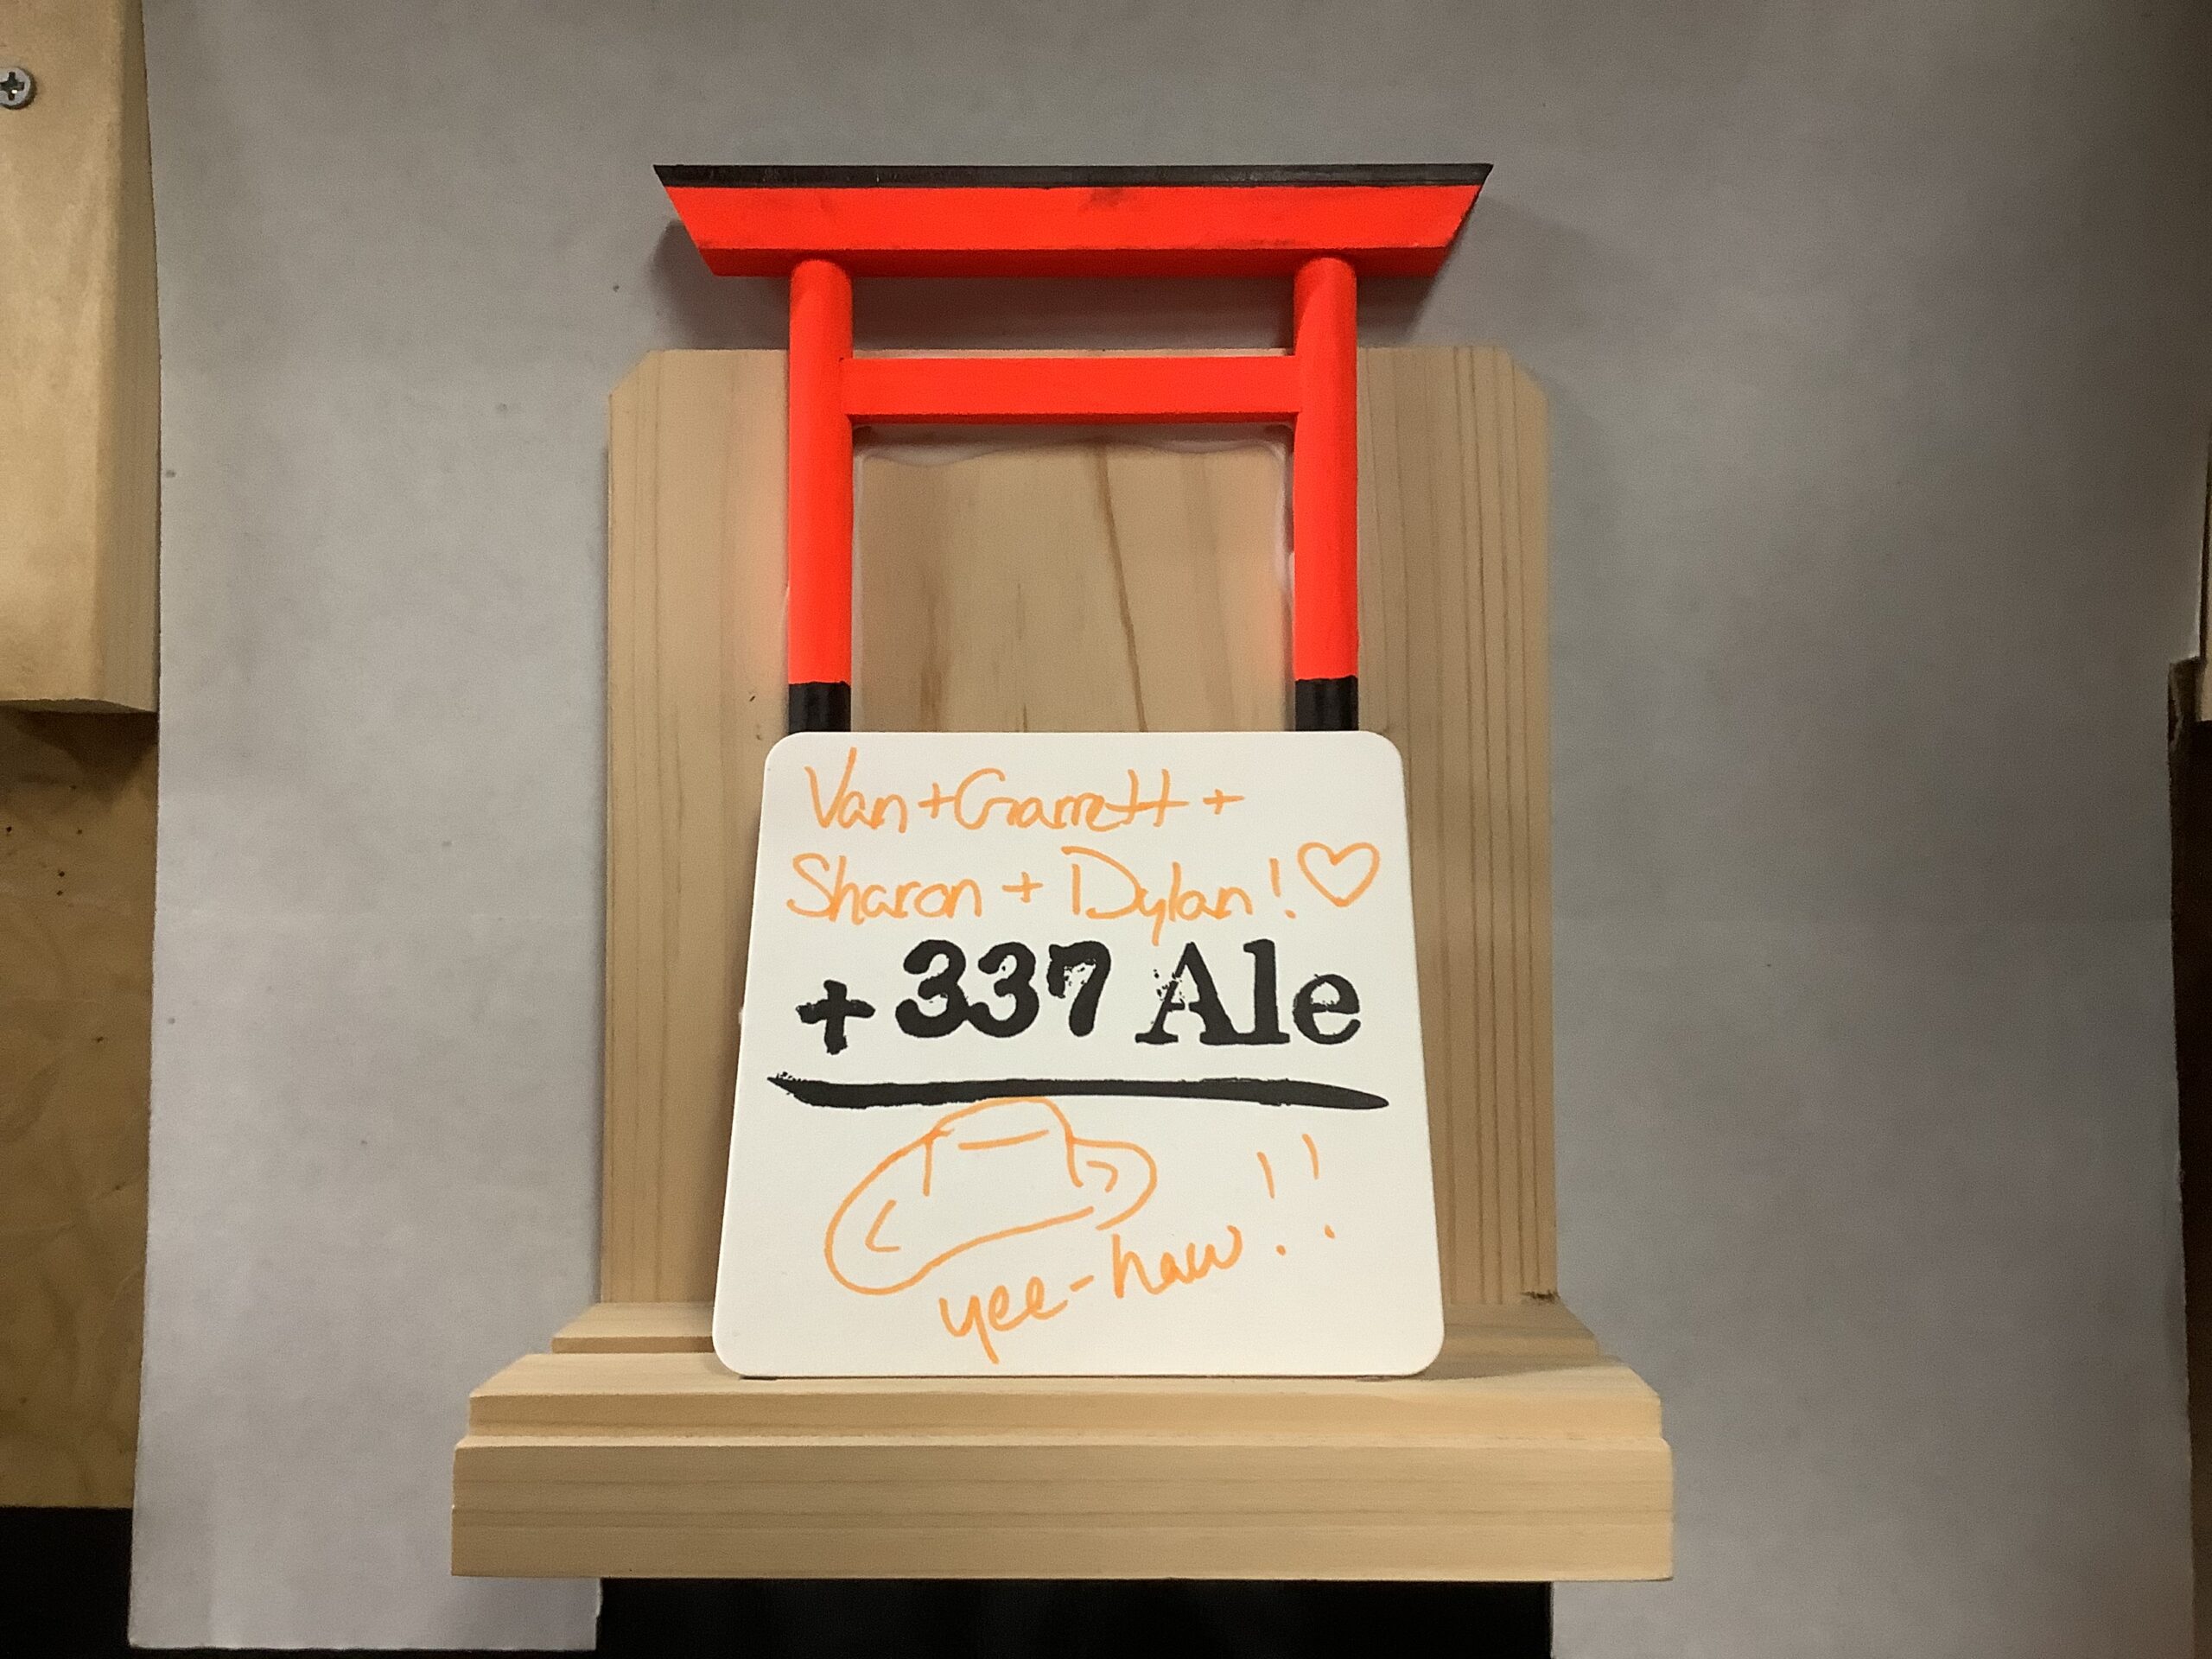 Van + Garrett +
Sharon + Dylan! ♡
+337 Ale
yee-haw!!